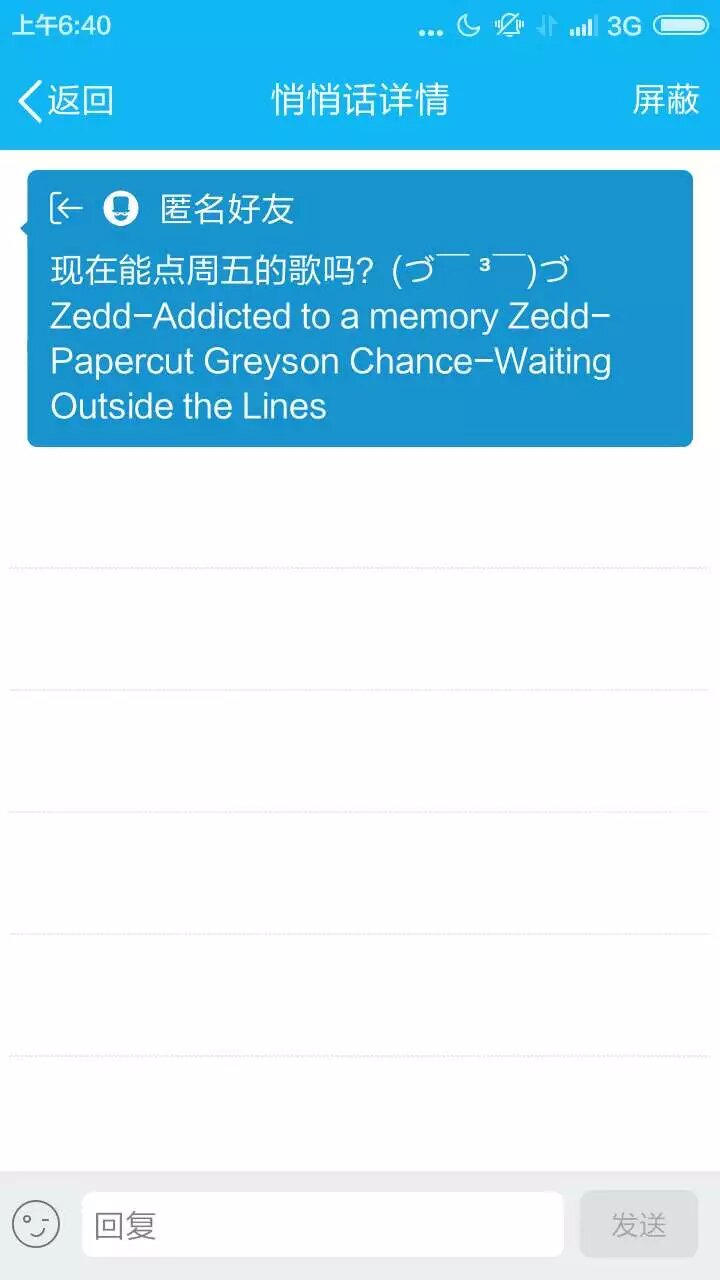 上午6:40 ... 3G
返回 悄悄话详情 屏蔽
匿名好友
现在能点周五的歌吗?(づ￣ ³￣)づ
Zedd-Addicted to a memory Zedd-
Papercut Greyson Chance-Waiting
Outside the Lines
回复 发送